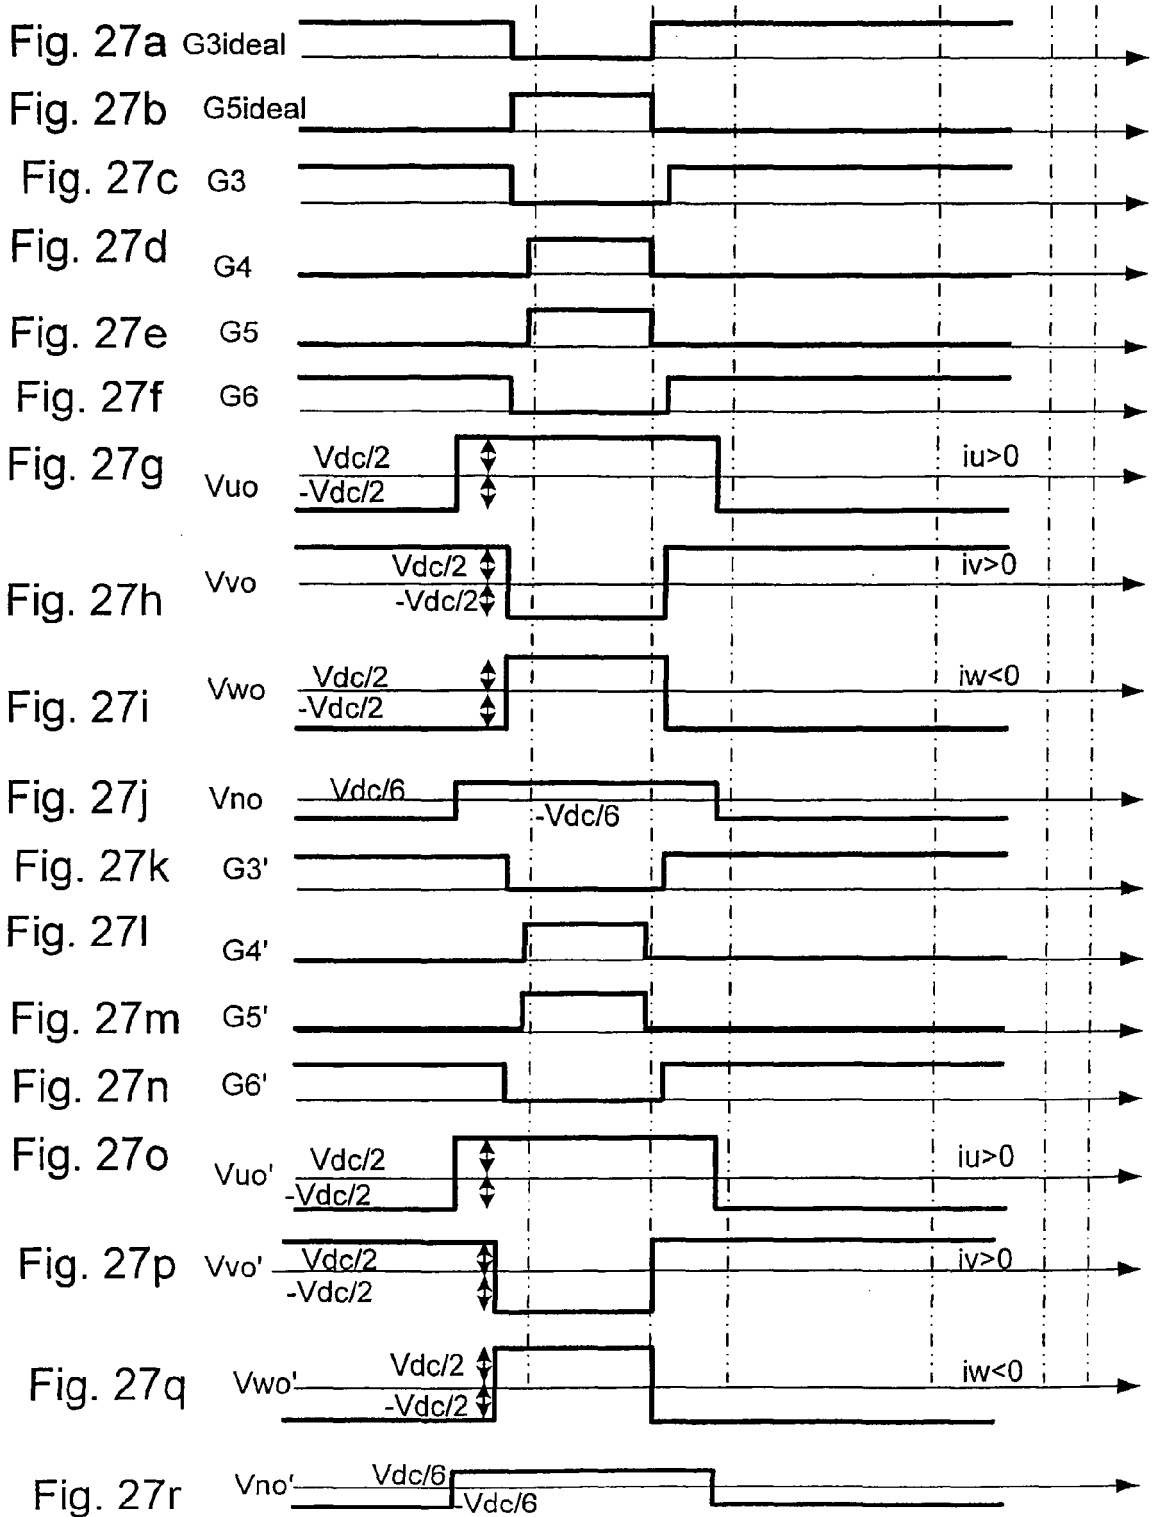 Fig. 27a G3ideal
Fig. 27b G5ideal
Fig. 27c G3
Fig. 27d G4
Fig. 27e G5
Fig. 27f G6
Fig. 27g Vuo Vdc/2 -Vdc/2 iu>0
Fig. 27h Vvo Vdc/2 -Vdc/2 iv>0
Fig. 27i Vwo Vdc/2 -Vdc/2 iw<0
Fig. 27j Vno Vdc/6 -Vdc/6
Fig. 27k G3'
Fig. 27l G4'
Fig. 27m G5'
Fig. 27n G6'
Fig. 27o Vuo' Vdc/2 -Vdc/2 iu>0
Fig. 27p Vvo' Vdc/2 -Vdc/2 iv>0
Fig. 27q Vwo' Vdc/2 -Vdc/2 iw<0
Fig. 27r Vno' Vdc/6 -Vdc/6